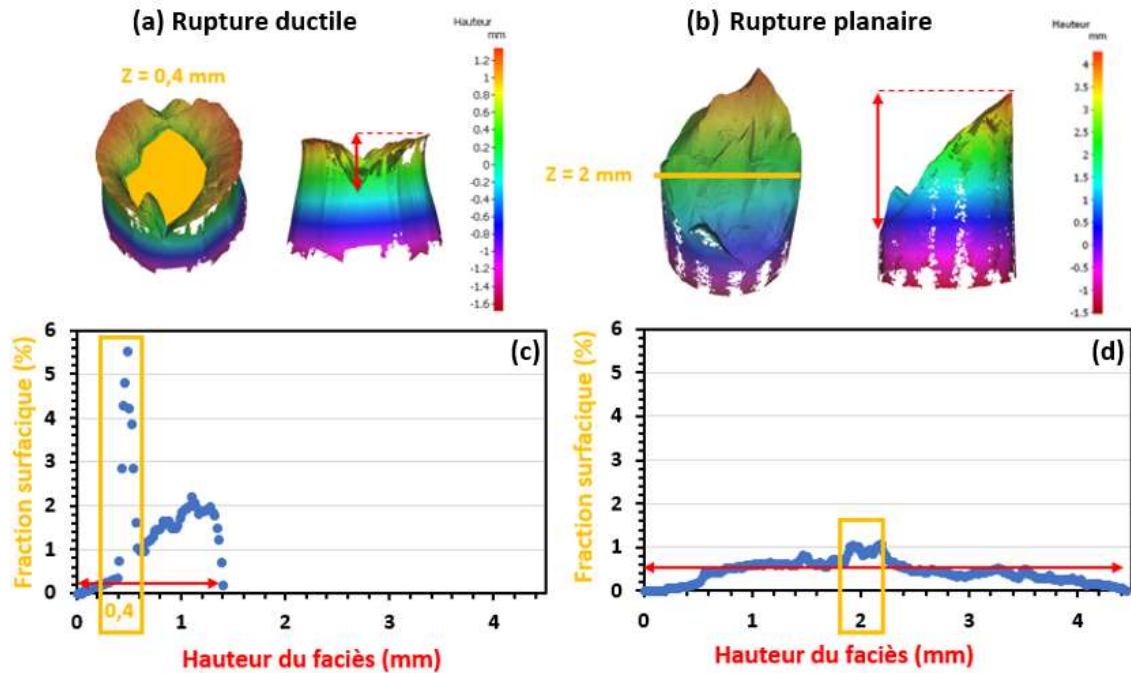 (a) Rupture ductile
Hauteur
mm
Z = 0,4 mm
1.2
1
0.8
0.6
0.4
0.2
0
-0.2
-0.4
-0.6
-0.8
-1
-1.2
-1.4
-1.6
(b) Rupture planaire
Hauteur
mm
Z = 2 mm
4
3.5
3
2.5
2
1.5
1
0.5
0
-0.5
-1
-1.5
(c)
Fraction surfacique (%)
6
5
4
3
2
1
0
0,4
0 1 2 3 4
Hauteur du faciès (mm)
(d)
Fraction surfacique (%)
6
5
4
3
2
1
0
0 1 2 3 4
Hauteur du faciès (mm)